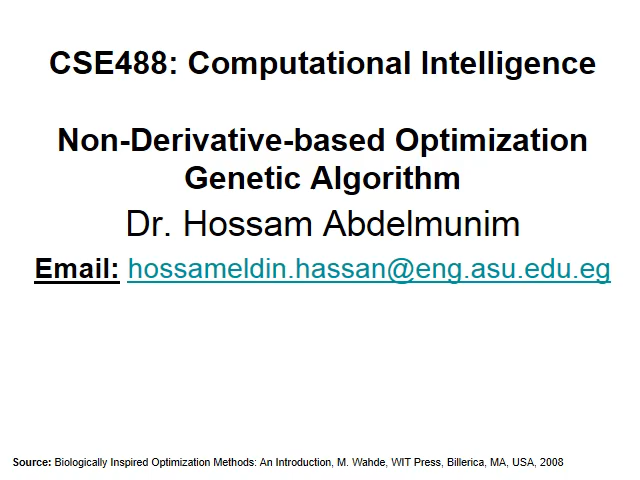 CSE488: Computational Intelligence
Non-Derivative-based Optimization
Genetic Algorithm
Dr. Hossam Abdelmunim
Email: hossameldin.hassan@eng.asu.edu.eg
Source: Biologically Inspired Optimization Methods: An Introduction, M. Wahde, WIT Press, Billerica, MA, USA, 2008